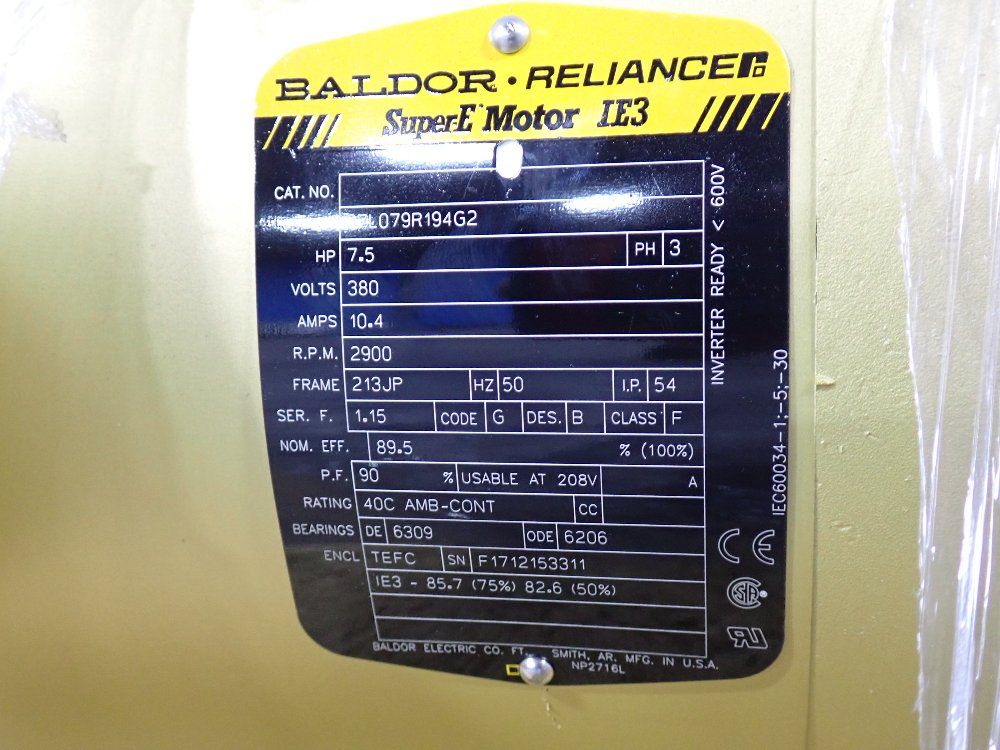 BALDOR · RELIANCE
SuperE Motor IE3
CAT. NO.
L079R194G2
HP 7.5 PH 3
VOLTS 380
AMPS 10.4
R.P.M. 2900
FRAME 213JP HZ 50 I.P. 54
SER. F. 1.15 CODE G DES. B CLASS F
NOM. EFF. 89.5 % (100%)
P.F. 90 % USABLE AT 208V A
RATING 40C AMB-CONT CC
BEARINGS DE 6309 ODE 6206
ENCL TEFC SN F1712153311
IE3 - 85.7 (75%) 82.6 (50%)
BALDOR ELECTRIC CO. FT. SMITH, AR. MFG. IN U.S.A.
NP2716L
INVERTER READY < 600V
IEC60034-1;-5;-30
CE
SA
RU